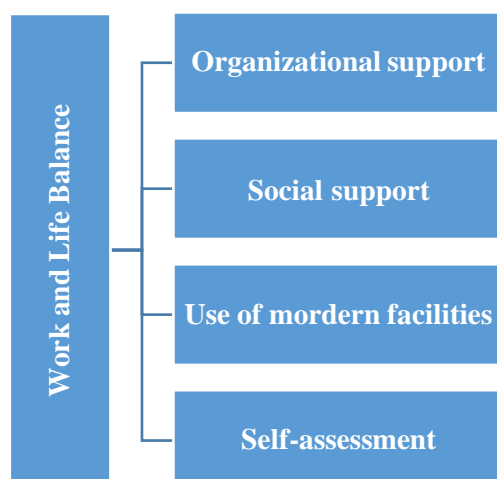 Work and Life Balance
Organizational support
Social support
Use of mordern facilities
Self-assessment